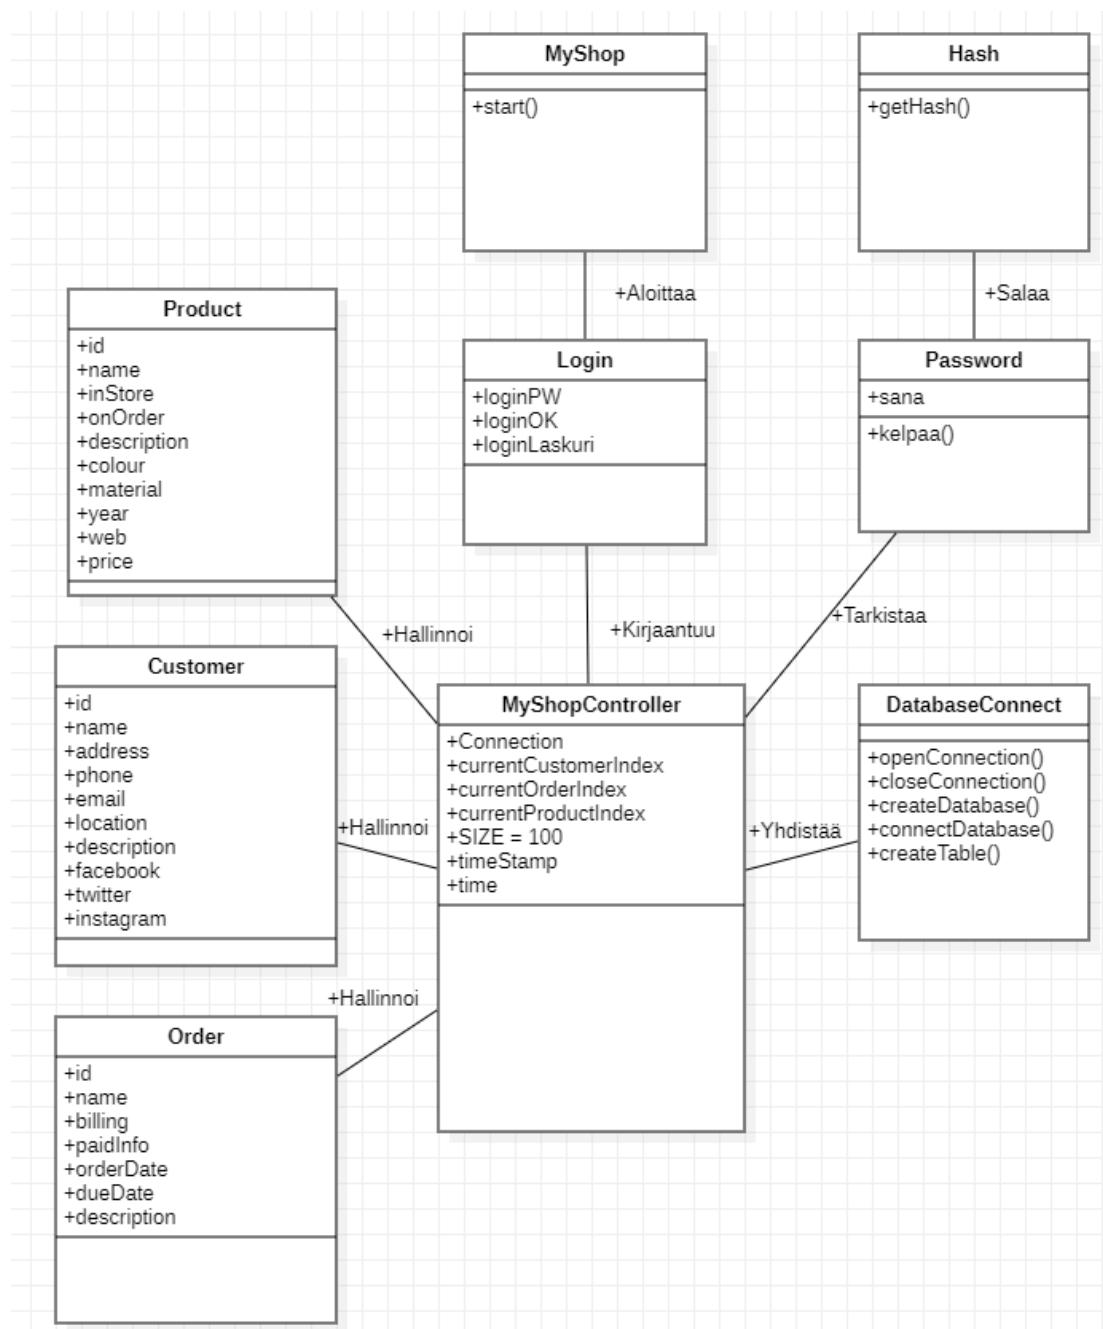 MyShop
+start()
Hash
+getHash()
+Aloittaa
+Salaa
Product
+id
+name
+inStore
+onOrder
+description
+colour
+material
+year
+web
+price
Login
+loginPW
+loginOK
+loginLaskuri
Password
+sana
+kelpaa()
+Hallinnoi
+Kirjaantuu
+Tarkistaa
Customer
+id
+name
+address
+phone
+email
+location
+description
+facebook
+twitter
+instagram
+Hallinnoi
MyShopController
+Connection
+currentCustomerIndex
+currentOrderIndex
+currentProductIndex
+SIZE = 100
+timeStamp
+time
+Yhdistää
DatabaseConnect
+openConnection()
+closeConnection()
+createDatabase()
+connectDatabase()
+createTable()
+Hallinnoi
Order
+id
+name
+billing
+paidInfo
+orderDate
+dueDate
+description